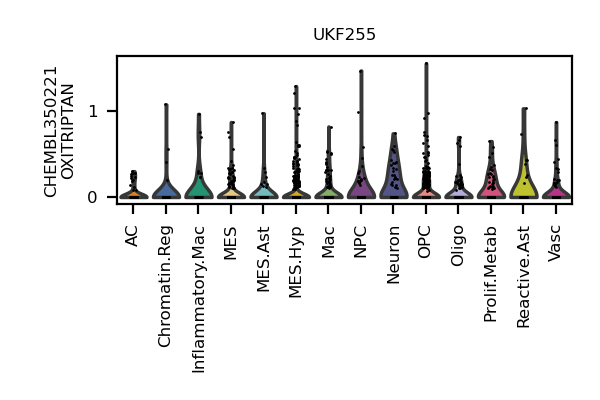 UKF255
CHEMBL350221
OXITRIPTAN
1
0
AC
Chromatin.Reg
Inflammatory.Mac
MES
MES.Ast
MES.Hyp
Mac
NPC
Neuron
OPC
Oligo
Prolif.Metab
Reactive.Ast
Vasc